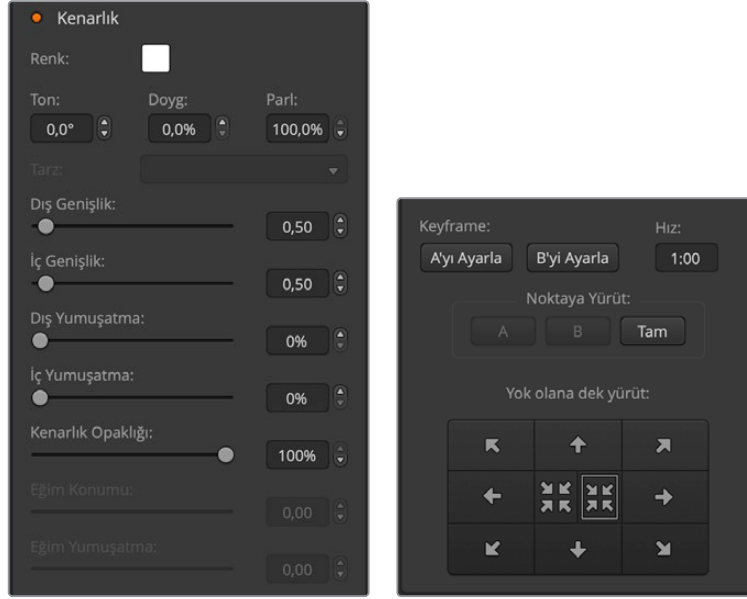 Kenarlık
Renk:
Ton: Doyg: Parl:
0,0° 0,0% 100,0%
Tarz:
Dış Genişlik:
0,50
İç Genişlik:
0,50
Dış Yumuşatma:
0%
İç Yumuşatma:
0%
Kenarlık Opaklığı:
100%
Eğim Konumu:
0,00
Eğim Yumuşatma:
0,00
Keyframe: Hız:
A'yı Ayarla B'yi Ayarla 1:00
Noktaya Yürüt:
A B Tam
Yok olana dek yürüt: